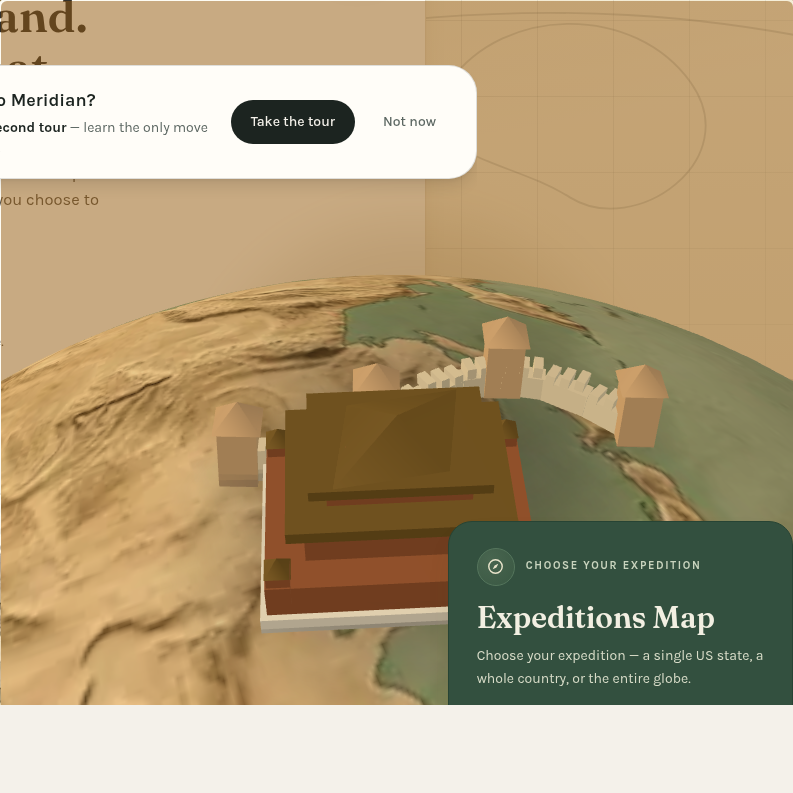 and.
o Meridian?
econd tour — learn the only move
Take the tour
Not now
you choose to
CHOOSE YOUR EXPEDITION
Expeditions Map
Choose your expedition — a single US state, a
whole country, or the entire globe.